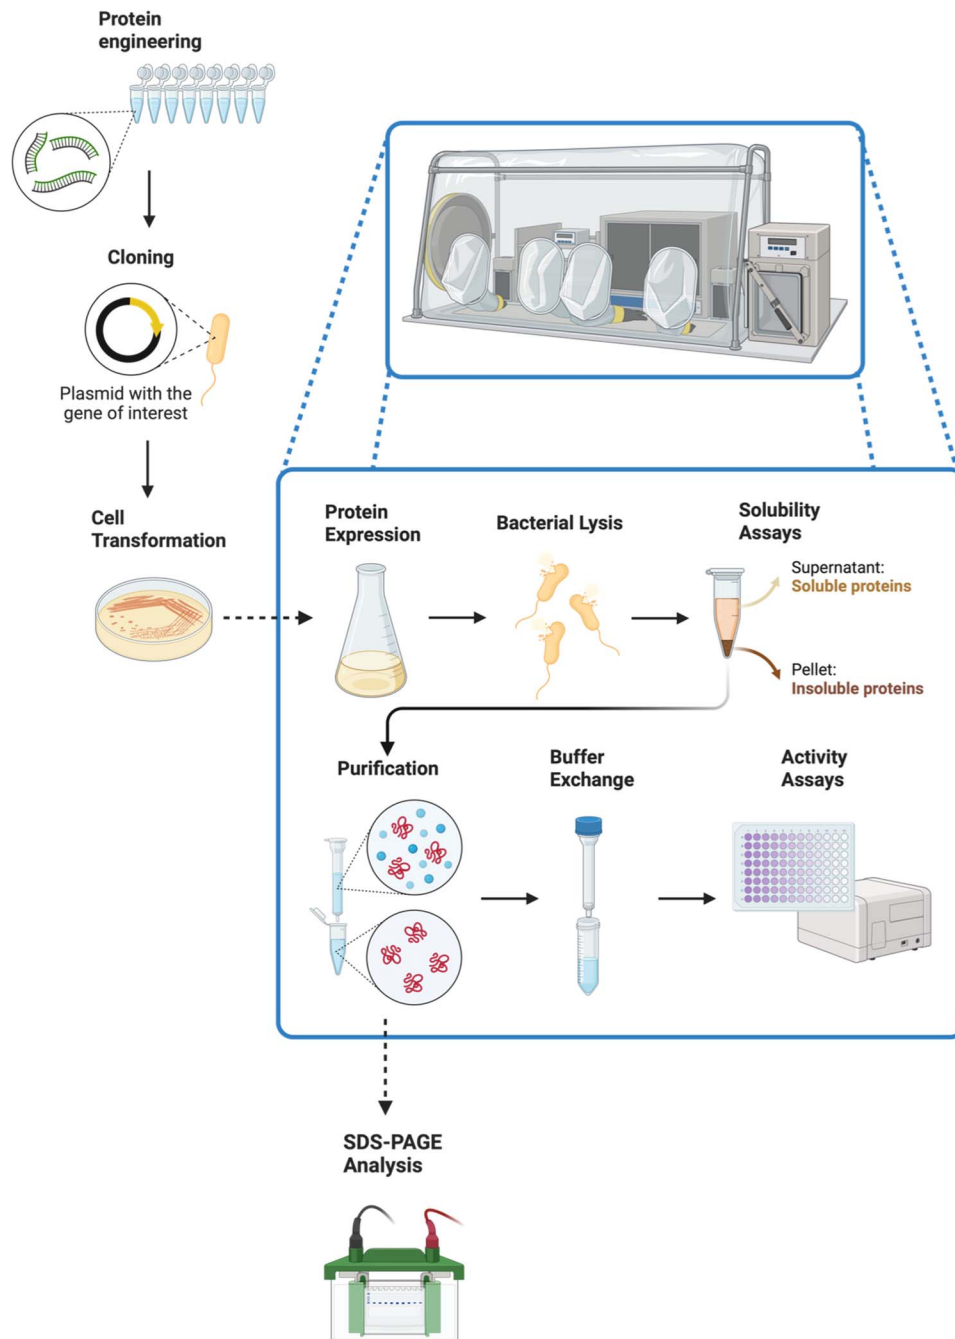 Protein
engineering
Cloning
Plasmid with the
gene of interest
Cell
Transformation
Protein
Expression
Bacterial Lysis
Solubility
Assays
Supernatant:
Soluble proteins
Pellet:
Insoluble proteins
Purification
Buffer
Exchange
Activity
Assays
SDS-PAGE
Analysis